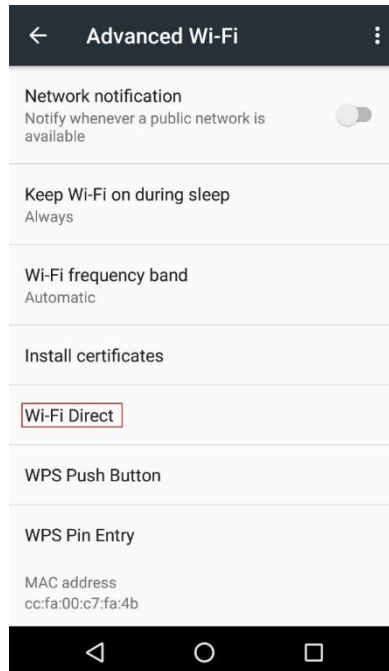 Advanced Wi-Fi
Network notification
Notify whenever a public network is
available
Keep Wi-Fi on during sleep
Always
Wi-Fi frequency band
Automatic
Install certificates
Wi-Fi Direct
WPS Push Button
WPS Pin Entry
MAC address
cc:fa:00:c7:fa:4b